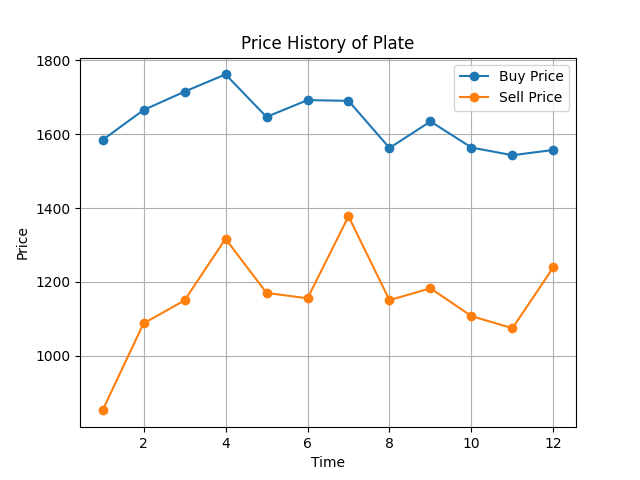 Price History of Plate
Buy Price
Sell Price
1800
1600
1400
1200
1000
Price
2 4 6 8 10 12
Time